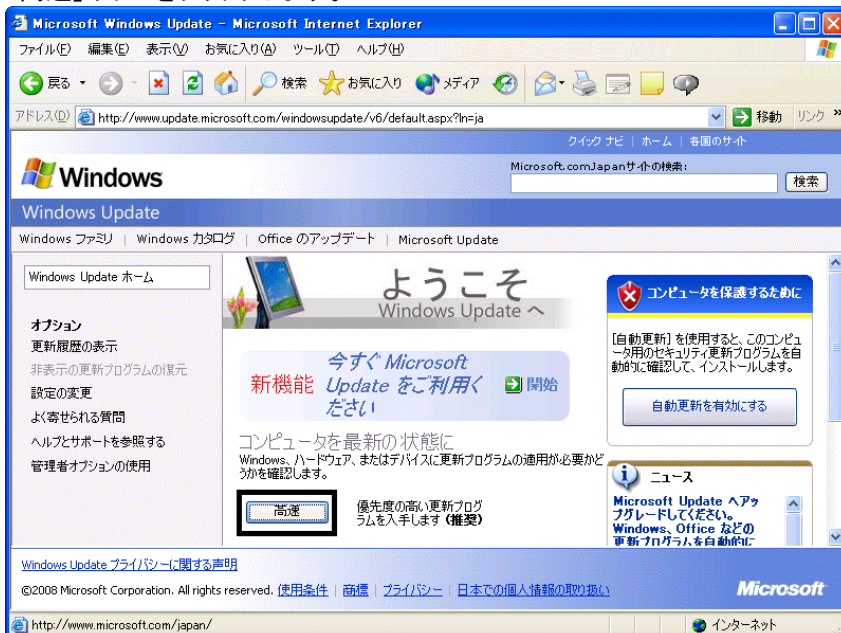 Microsoft Windows Update - Microsoft Internet Explorer
ファイル(F) 編集(E) 表示(V) お気に入り(A) ツール(T) ヘルプ(H)
戻る 検索 お気に入り メディア
アドレス(D) http://www.update.microsoft.com/windowsupdate/v6/default.aspx?ln=ja 移動 リンク »
クイック ナビ | ホーム | 各国のサイト
Windows
Microsoft.comJapanサイトの検索:
検索
Windows Update
Windows ファミリ | Windows カタログ | Office のアップデート | Microsoft Update
Windows Update ホーム
オプション
更新履歴の表示
非表示の更新プログラムの復元
設定の変更
よく寄せられる質問
ヘルプとサポートを参照する
管理者オプションの使用
ようこそ
Windows Update へ
新機能
今すぐ Microsoft
Update をご利用く
ださい
開始
コンピュータを最新の状態に
Windows、ハードウェア、またはデバイスに更新プログラムの適用が必要かど
うかを確認します。
高速
優先度の高い更新プログ
ラムを入手します (推奨)
コンピュータを保護するために
[自動更新] を使用すると、このコンピュ
ータ用のセキュリティ更新プログラムを自
動的に確認して、インストールします。
自動更新を有効にする
ニュース
Microsoft Update へアッ
プグレードしてください。
Windows、Office などの
更新プログラムを自動的に
Windows Update プライバシーに関する声明
©2008 Microsoft Corporation. All rights reserved. 使用条件 | 商標 | プライバシー | 日本での個人情報の取り扱い
Microsoft
http://www.microsoft.com/japan/
インターネット